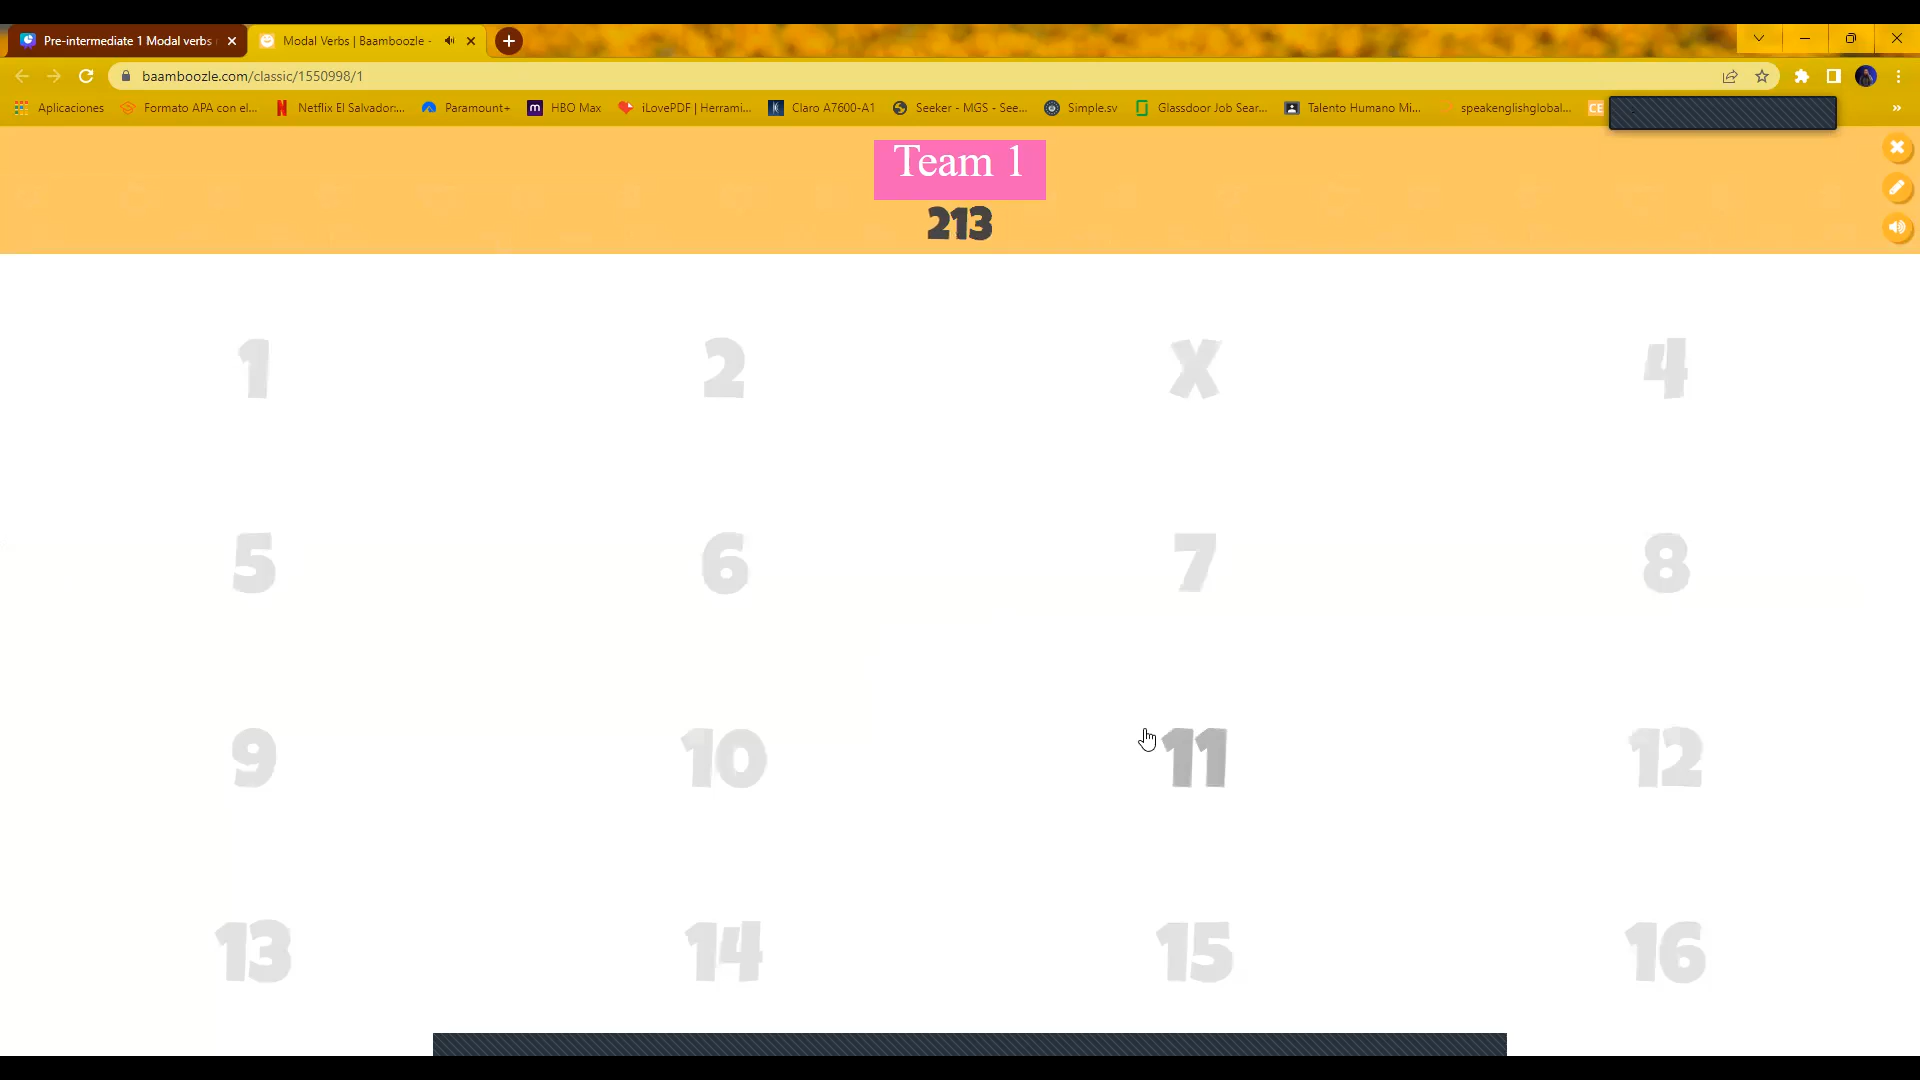 Pre-intermediate 1 Modal verbs
Modal Verbs | Baamboozle -
baamboozle.com/classic/1550998/1
Aplicaciones
Formato APA con el...
Netflix El Salvador:...
Paramount+
HBO Max
iLovePDF | Herrami...
Claro A7600-A1
Seeker - MGS - See...
Simple.sv
Glassdoor Job Sear...
Talento Humano Mi...
speakenglishglobal...
CE
Team 1
213
1 2 X 4
5 6 7 8
9 10 11 12
13 14 15 16